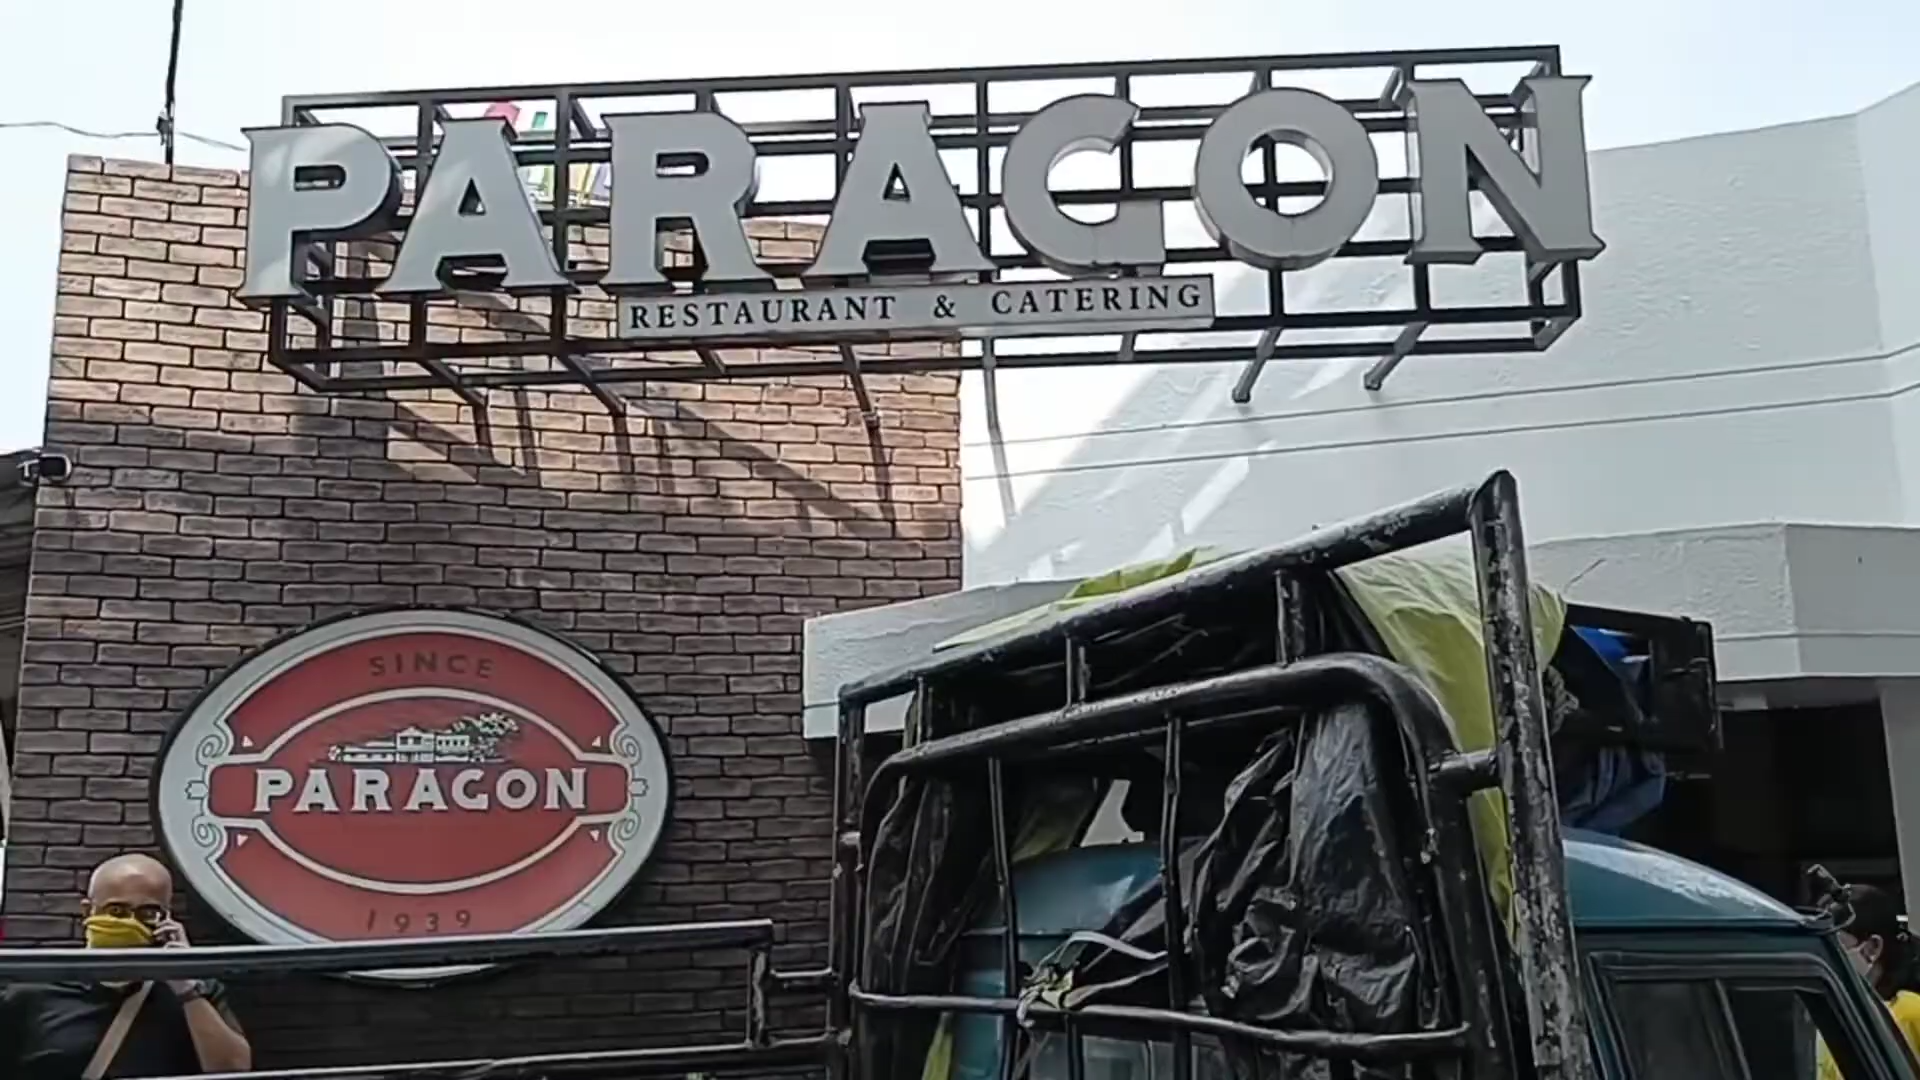 PARAGON
RESTAURANT & CATERING
SINCE
PARAGON
1939